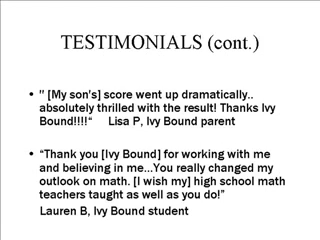 TESTIMONIALS (cont.)
• " [My son's] score went up dramatically..
absolutely thrilled with the result! Thanks Ivy
Bound!!!!“ Lisa P, Ivy Bound parent
• “Thank you [Ivy Bound] for working with me
and believing in me...You really changed my
outlook on math. [I wish my] high school math
teachers taught as well as you do!”
Lauren B, Ivy Bound student